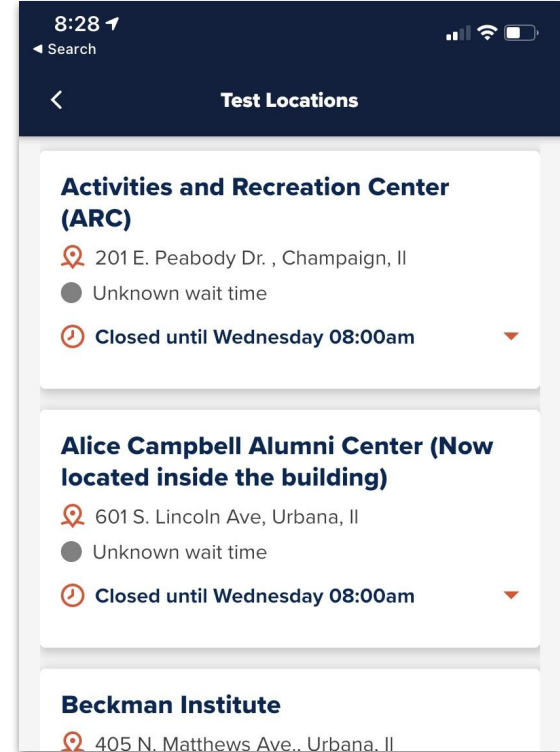 8:28
◀ Search
Test Locations
Activities and Recreation Center
(ARC)
201 E. Peabody Dr. , Champaign, Il
Unknown wait time
Closed until Wednesday 08:00am
Alice Campbell Alumni Center (Now
located inside the building)
601 S. Lincoln Ave, Urbana, Il
Unknown wait time
Closed until Wednesday 08:00am
Beckman Institute
405 N. Matthews Ave., Urbana, Il